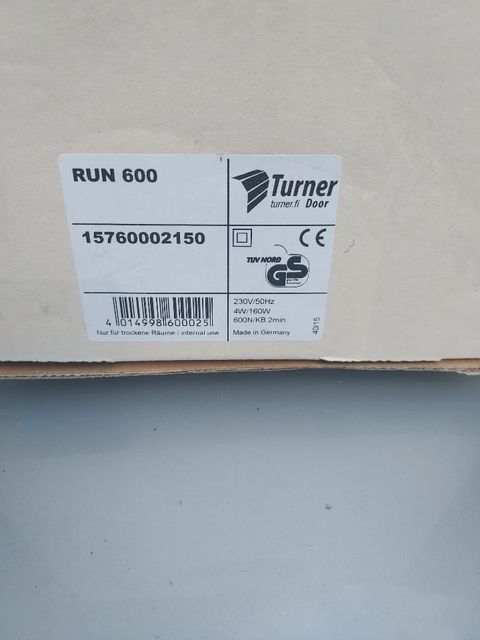 RUN 600
Turner
turner.fi Door
15760002150
CE
TUV NORD
GS
4 014998 600025
Nur für trockene Räume / internal use
230V/50Hz
4W/160W
600N/KB 2min
Made in Germany
40/15